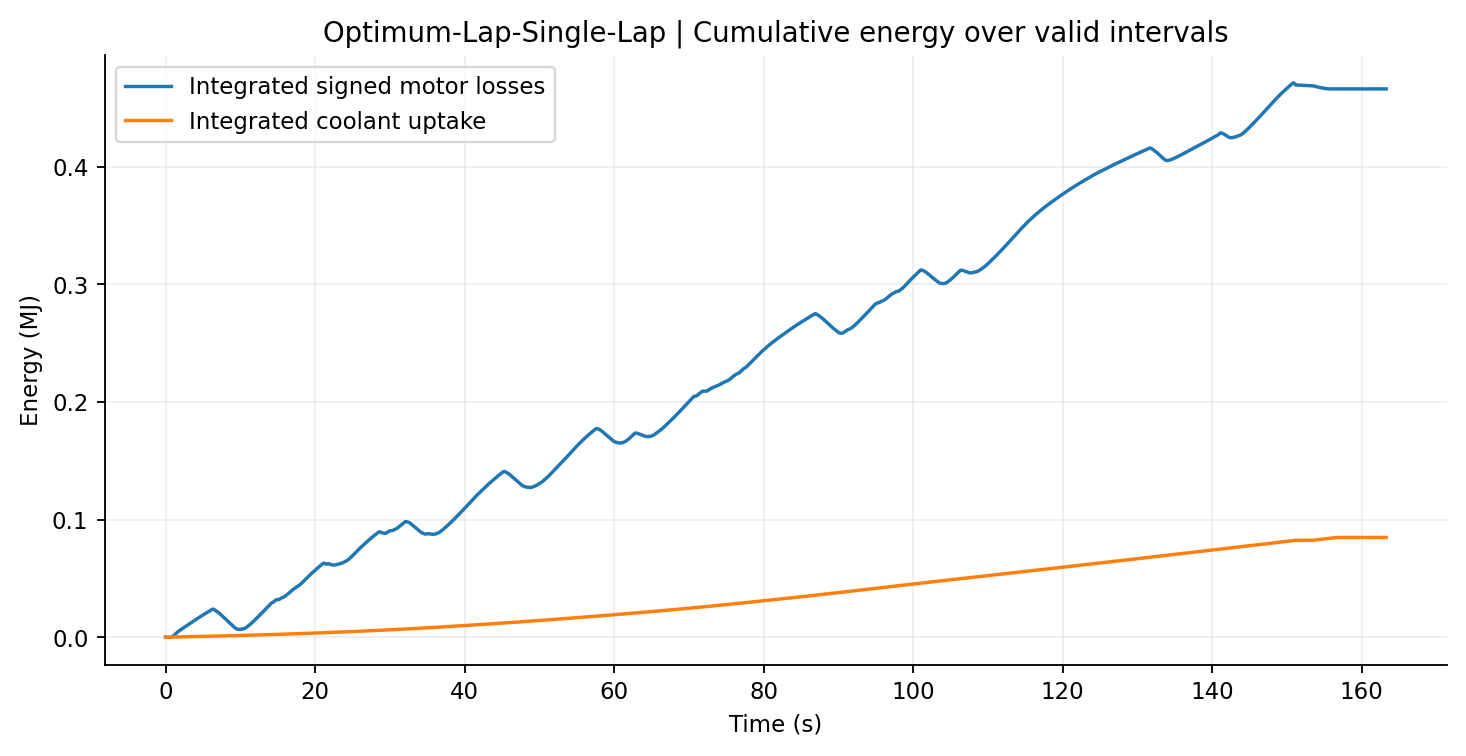 Optimum-Lap-Single-Lap | Cumulative energy over valid intervals
Integrated signed motor losses
Integrated coolant uptake
Energy (MJ)
0.4
0.3
0.2
0.1
0.0
0 20 40 60 80 100 120 140 160
Time (s)